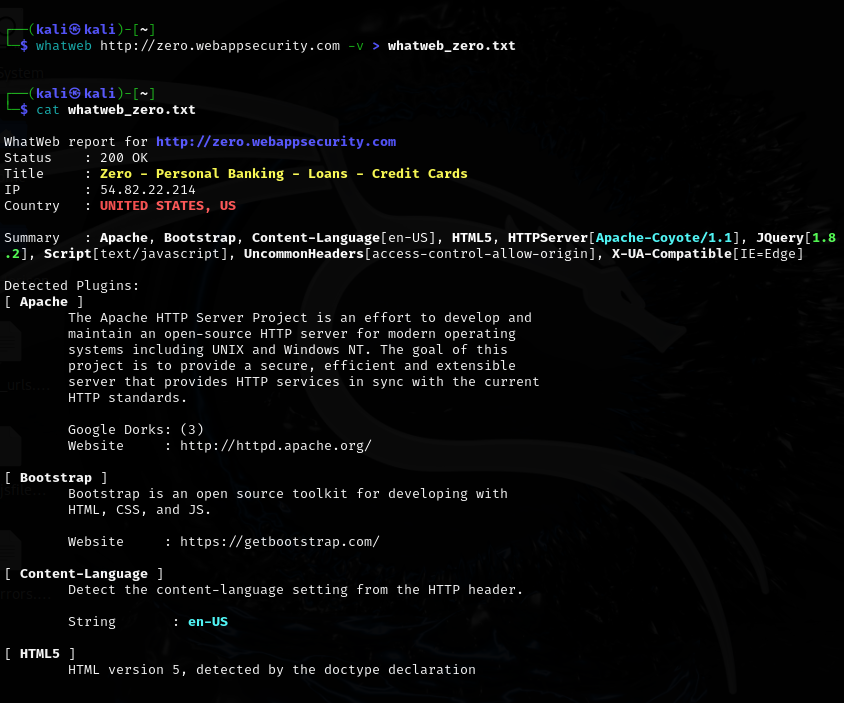 ┌──(kali㉿kali)-[~]
└─$ whatweb http://zero.webappsecurity.com -v > whatweb_zero.txt
┌──(kali㉿kali)-[~]
└─$ cat whatweb_zero.txt
WhatWeb report for http://zero.webappsecurity.com
Status    : 200 OK
Title     : Zero - Personal Banking - Loans - Credit Cards
IP        : 54.82.22.214
Country   : UNITED STATES, US
Summary   : Apache, Bootstrap, Content-Language[en-US], HTML5, HTTPServer[Apache-Coyote/1.1], JQuery[1.8
.2], Script[text/javascript], UncommonHeaders[access-control-allow-origin], X-UA-Compatible[IE=Edge]
Detected Plugins:
[ Apache ]
The Apache HTTP Server Project is an effort to develop and
maintain an open-source HTTP server for modern operating
systems including UNIX and Windows NT. The goal of this
project is to provide a secure, efficient and extensible
server that provides HTTP services in sync with the current
HTTP standards.
Google Dorks: (3)
Website     : http://httpd.apache.org/
[ Bootstrap ]
Bootstrap is an open source toolkit for developing with
HTML, CSS, and JS.
Website     : https://getbootstrap.com/
[ Content-Language ]
Detect the content-language setting from the HTTP header.
String       : en-US
[ HTML5 ]
HTML version 5, detected by the doctype declaration